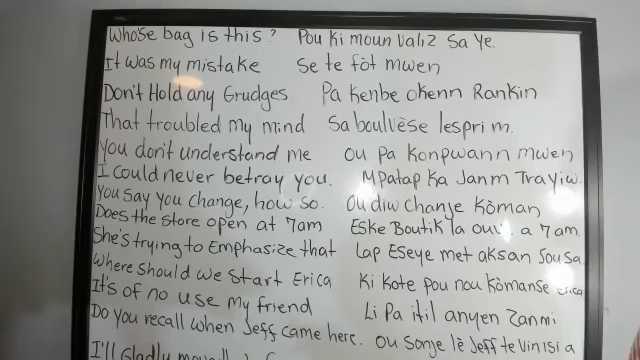 Whose bag is this? Pou ki moun valiz sa ye.
It was my mistake Se te fòt mwen
Don't Hold any Grudges. Pa kenbe okenn Rankin
That troubled my mind Sa boulvèse lespri m.
You don't understand me ou pa konpwann mwen
I could never betray you. M patap ka Janm Trayiw.
You say you change, how so. Ou diw chanje kòman
Does the store open at 7am Eske Boutik la ouv. a 7am.
She's trying to Emphasize that Lap Eseye met aksan Sou sa.
Where should we start Erica Ki kote pou nou kòmanse Erica
It's of no use my friend Li Pa itil anyen Zanmi
Do you recall when Jeff came here. Ou Sonje lè Jeff te vin isi a
I'll Gladly